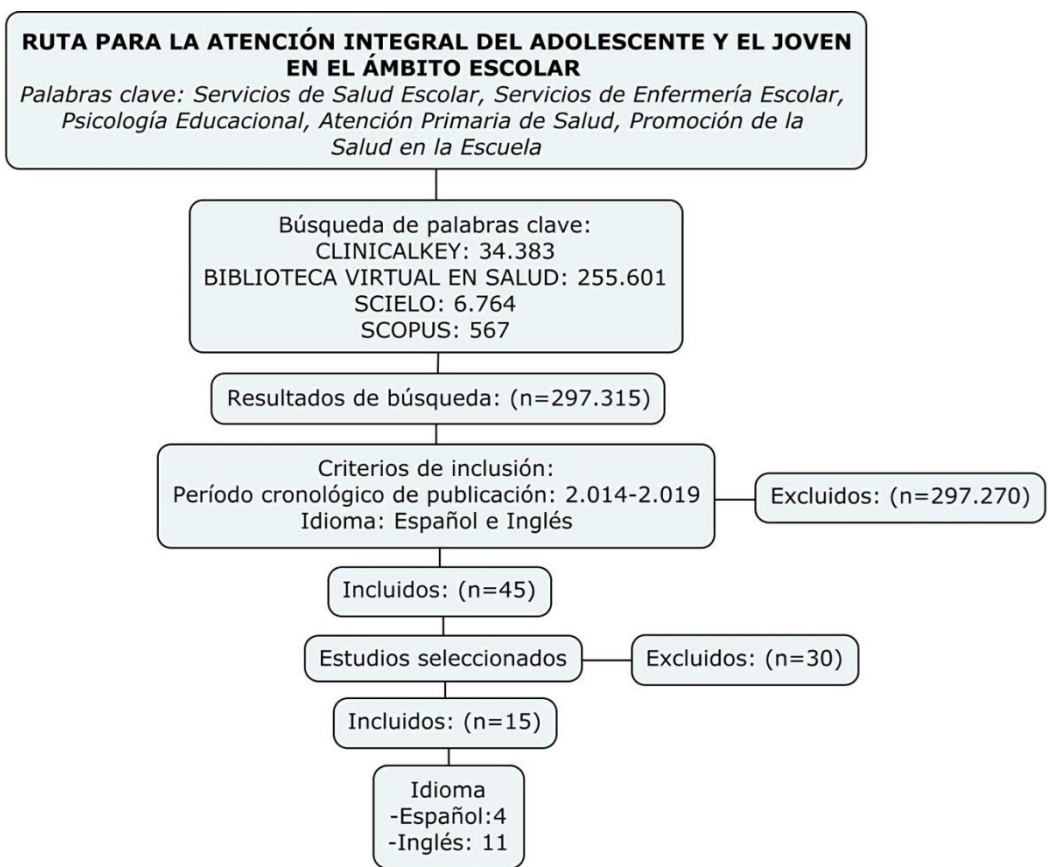 RUTA PARA LA ATENCIÓN INTEGRAL DEL ADOLESCENTE Y EL JOVEN
EN EL ÁMBITO ESCOLAR
Palabras clave: Servicios de Salud Escolar, Servicios de Enfermería Escolar,
Psicología Educacional, Atención Primaria de Salud, Promoción de la
Salud en la Escuela
Búsqueda de palabras clave:
CLINICALKEY: 34.383
BIBLIOTECA VIRTUAL EN SALUD: 255.601
SCIELO: 6.764
SCOPUS: 567
Resultados de búsqueda: (n=297.315)
Criterios de inclusión:
Período cronológico de publicación: 2.014-2.019
Idioma: Español e Inglés
Excluidos: (n=297.270)
Incluidos: (n=45)
Estudios seleccionados
Excluidos: (n=30)
Incluidos: (n=15)
Idioma
-Español:4
-Inglés: 11